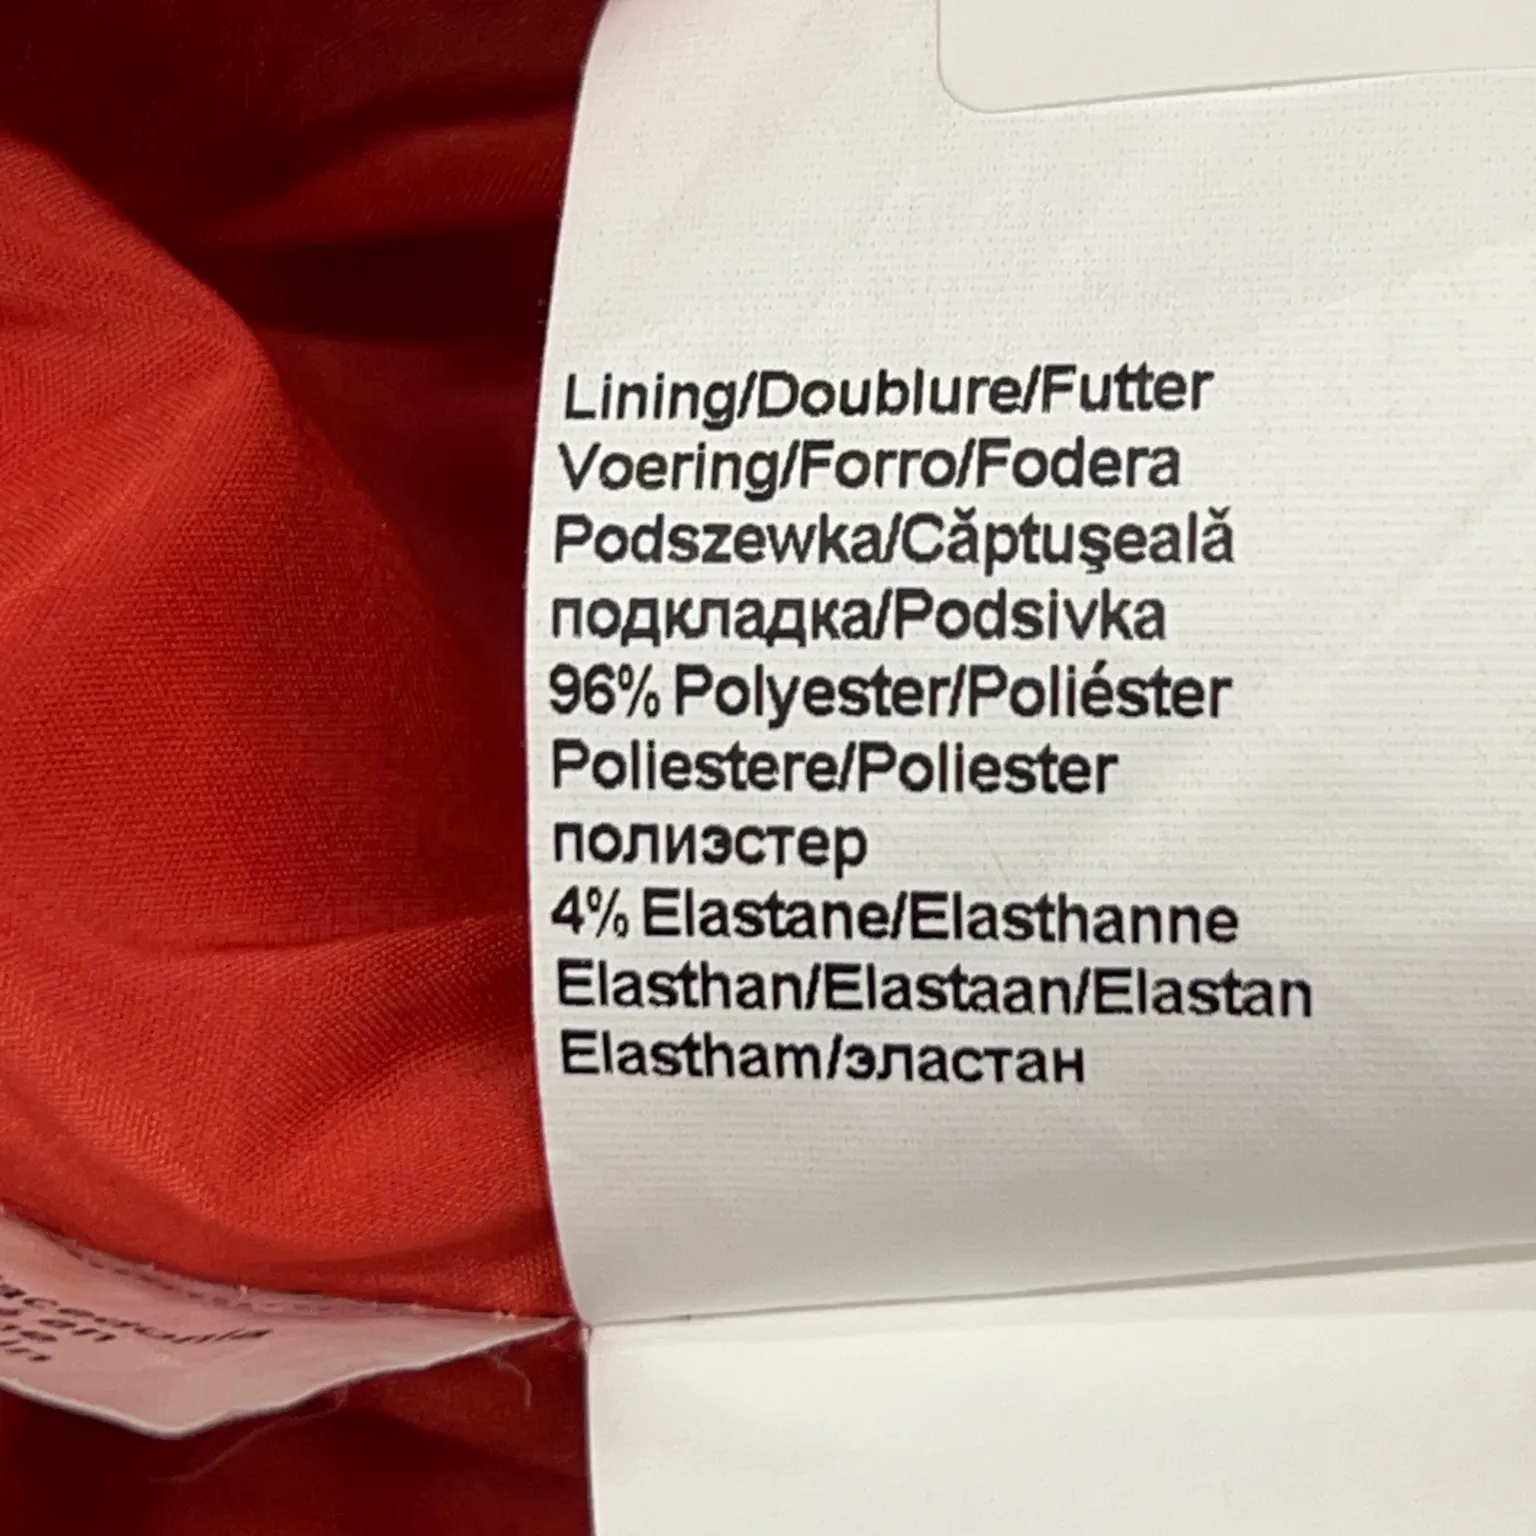 Lining/Doublure/Futter
Voering/Forro/Fodera
Podszewka/Căptuşeală
подкладка/Podsivka
96% Polyester/Poliéster
Poliestere/Poliester
полиэстер
4% Elastane/Elasthanne
Elasthan/Elastaan/Elastan
Elastham/эластан